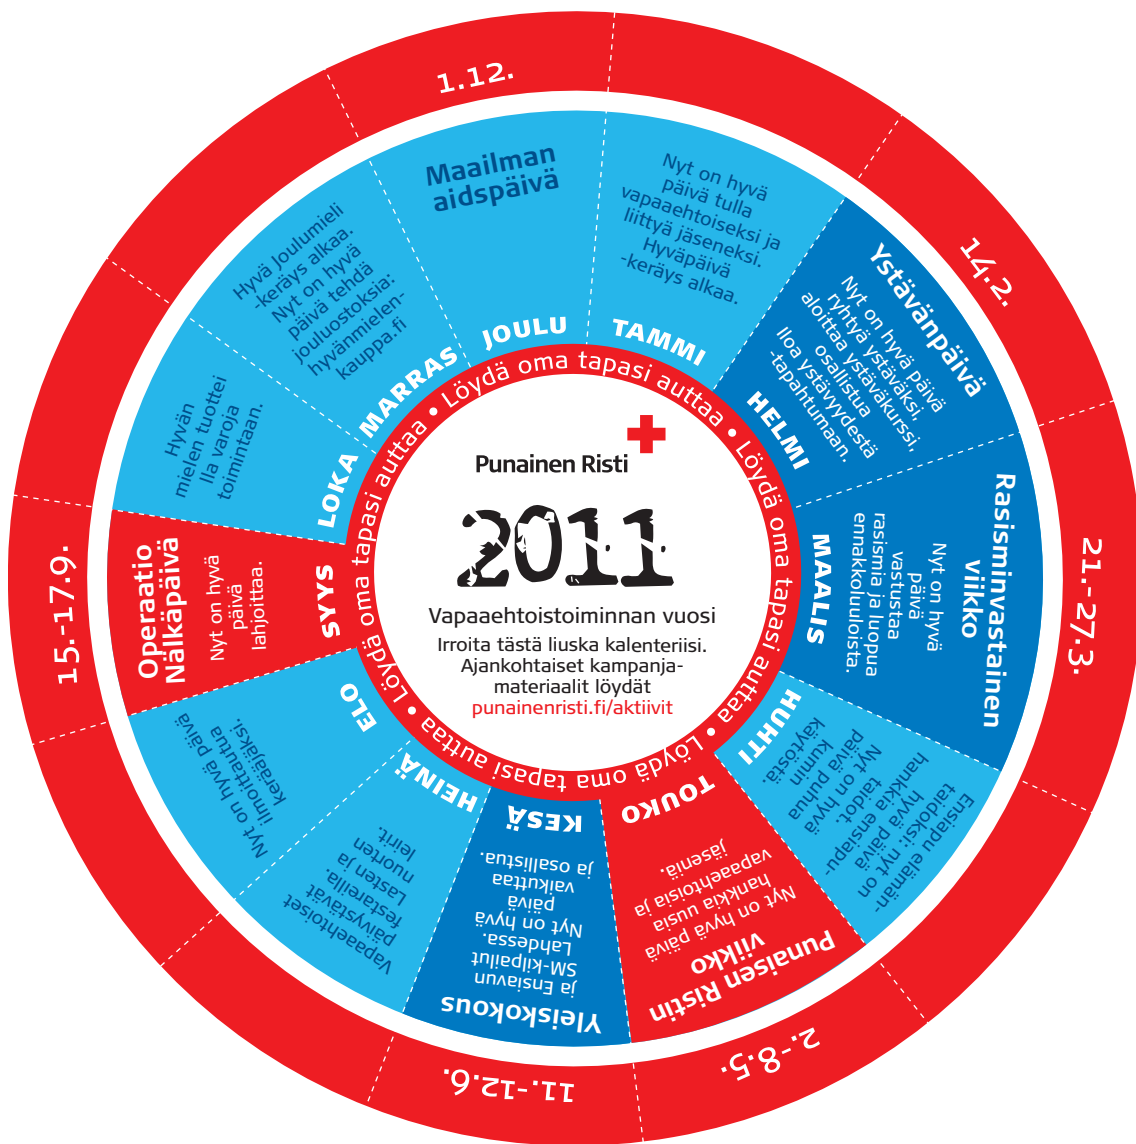 Punainen Risti
2011
Vapaaehtoistoiminnan vuosi
Irroita tästä liuska kalenteriisi.
Ajankohtaiset kampanja-
materiaalit löydät
punainenristi.fi/aktiivit
Löydä oma tapasi auttaa • Löydä oma tapasi auttaa • Löydä oma tapasi auttaa • Löydä oma tapasi auttaa •
TAMMI
Nyt on hyvä
päivä tulla
vapaaehtoiseksi ja
liittyä jäseneksi.
Hyväpäivä
-keräys alkaa.
14.2.
HELMI
Ystävänpäivä
Nyt on hyvä päivä
ryhtyä ystäväksi,
aloittaa ystäväkurssi,
osallistua
Iloa ystävyydestä
-tapahtumaan.
21.-27.3.
MAALIS
Rasisminvastainen
viikko
Nyt on hyvä
päivä
vastustaa
rasismia ja luopua
ennakkoluuloista.
HUHTI
Ensiapu elämän-
taidoksi: nyt on
hyvä päivä
hankkia ensiapu-
taidot.
Nyt on hyvä
päivä puhua
kumin
käytöstä.
2.-8.5.
TOUKO
Punaisen Ristin
viikko
Nyt on hyvä päivä
hankkia uusia
vapaaehtoisia ja
jäseniä.
11.-12.6.
KESÄ
Yleiskokous
ja Ensiavun
SM-kilpailut
Lahdessa.
Nyt on hyvä
päivä
vaikuttaa
ja osallistua.
HEINÄ
Vapaaehtoiset
päivystävät
festareilla.
Lasten ja
nuorten
leirit.
ELO
Nyt on hyvä päivä
ilmoittautua
kerääjäksi.
15.-17.9.
SYYS
Operaatio
Nälkäpäivä
Nyt on hyvä
päivä
lahjoittaa.
LOKA
Hyvän
mielen tuottei
lla varoja
toimintaan.
MARRAS
Hyvä Joulumieli
-keräys alkaa.
Nyt on hyvä
päivä tehdä
jouluostoksia:
hyvänmielen-
kauppa.fi
1.12.
JOULU
Maailman
aidspäivä